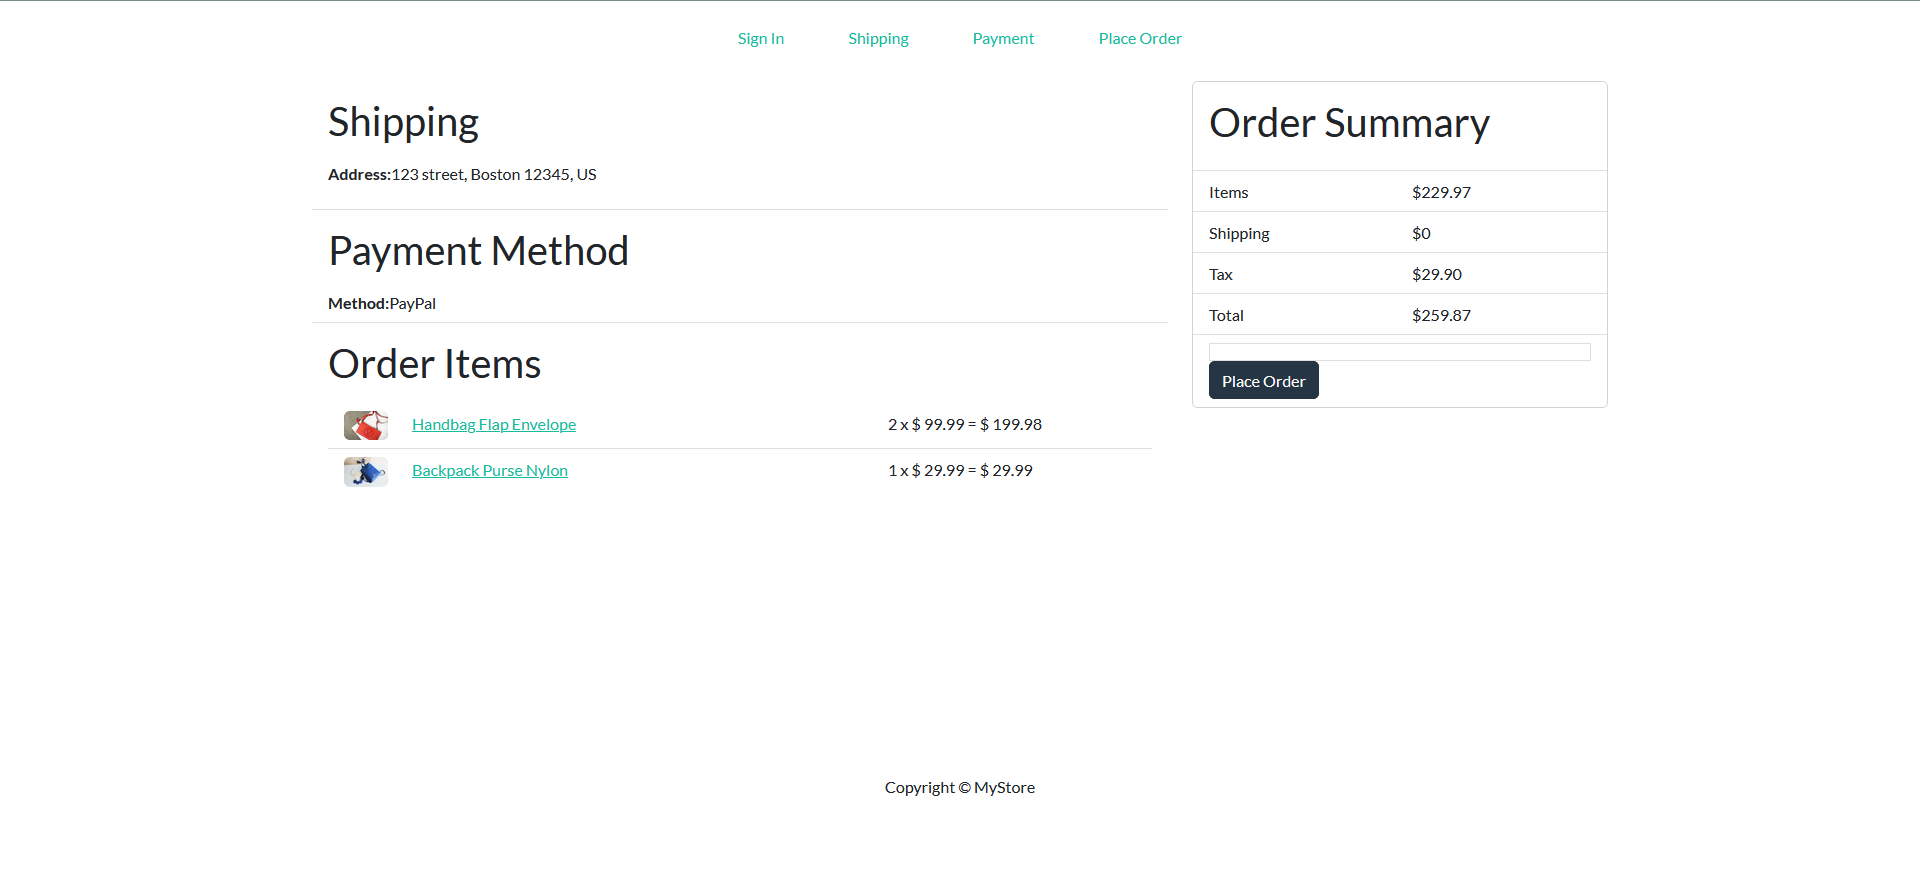 Sign In Shipping Payment Place Order
Shipping
Address:123 street, Boston 12345, US
Payment Method
Method:PayPal
Order Items
Handbag Flap Envelope 2 x $ 99.99 = $ 199.98
Backpack Purse Nylon 1 x $ 29.99 = $ 29.99
Order Summary
Items $229.97
Shipping $0
Tax $29.90
Total $259.87
Place Order
Copyright © MyStore